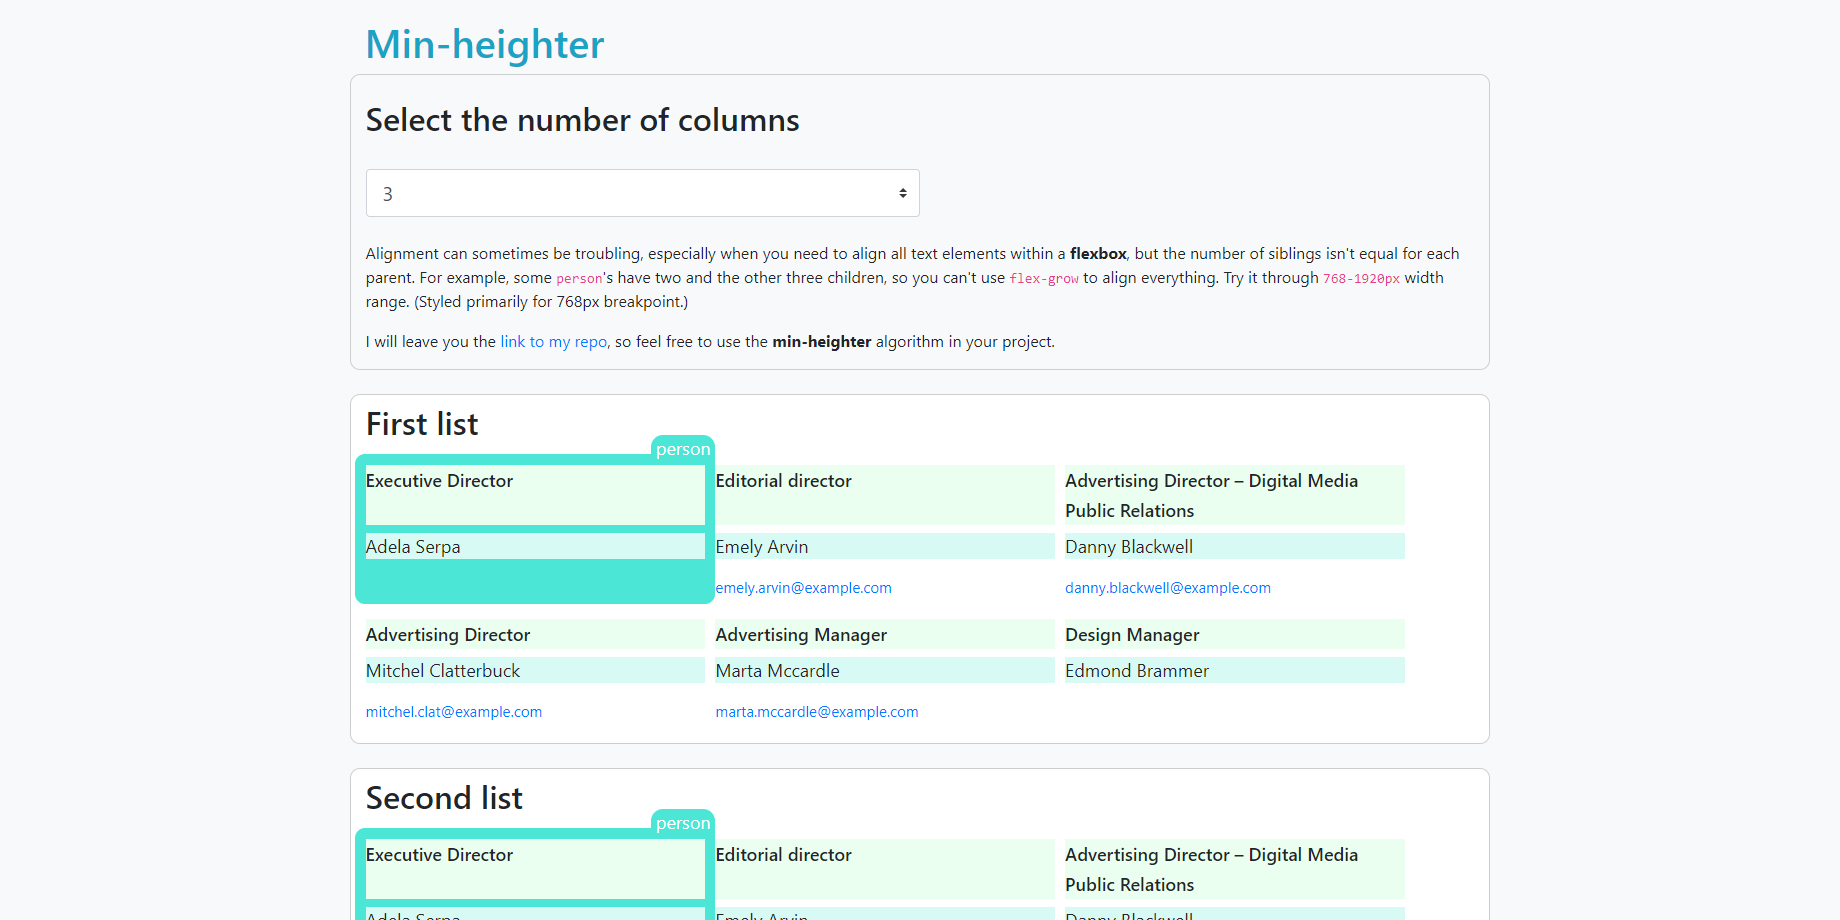 Min-heighter
Select the number of columns
3
Alignment can sometimes be troubling, especially when you need to align all text elements within a flexbox, but the number of siblings isn't equal for each
parent. For example, some person's have two and the other three children, so you can't use flex-grow to align everything. Try it through 768-1920px width
range. (Styled primarily for 768px breakpoint.)
I will leave you the link to my repo, so feel free to use the min-heighter algorithm in your project.
First list
person
Executive Director
Editorial director
Advertising Director – Digital Media
Public Relations
Adela Serpa
Emely Arvin
Danny Blackwell
emely.arvin@example.com
danny.blackwell@example.com
Advertising Director
Advertising Manager
Design Manager
Mitchel Clatterbuck
Marta Mccardle
Edmond Brammer
mitchel.clat@example.com
marta.mccardle@example.com
Second list
person
Executive Director
Editorial director
Advertising Director – Digital Media
Public Relations
Adela Serpa
Emely Arvin
Danny Blackwell